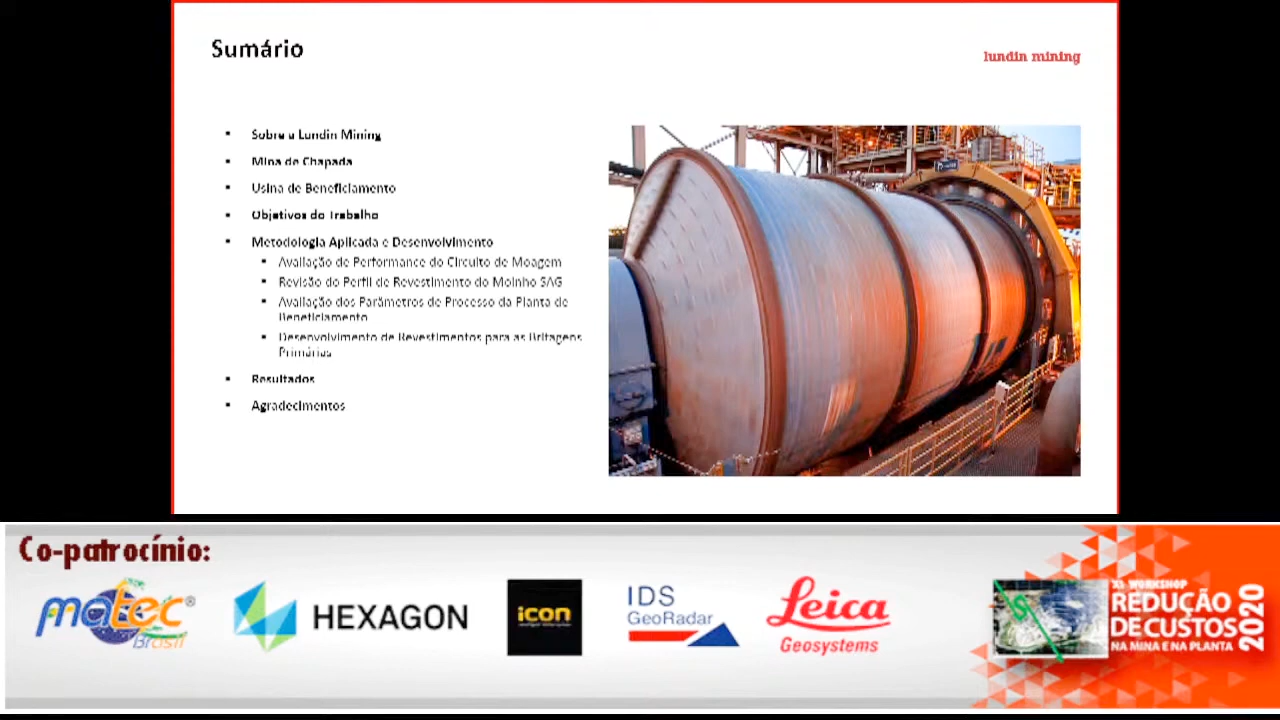 Sumário
lundin mining
Sobre a Lundin Mining
Mina de Chapada
Usina de Beneficiamento
Objetivos do Trabalho
Metodologia Aplicada e Desenvolvimento
Avaliação de Performance do Circuito de Moagem
Revisão do Perfil de Revestimento do Moinho SAG
Avaliação dos Parâmetros de Processo da Planta de
Beneficiamento
Desenvolvimento de Revestimentos para as Britagens
Primárias
Resultados
Agradecimentos
Co-patrocínio:
matec
Brasil
HEXAGON
icon
IDS
GeoRadar
Leica
Geosystems
XI WORKSHOP
REDUÇÃO
DE CUSTOS
NA MINA E NA PLANTA
2020